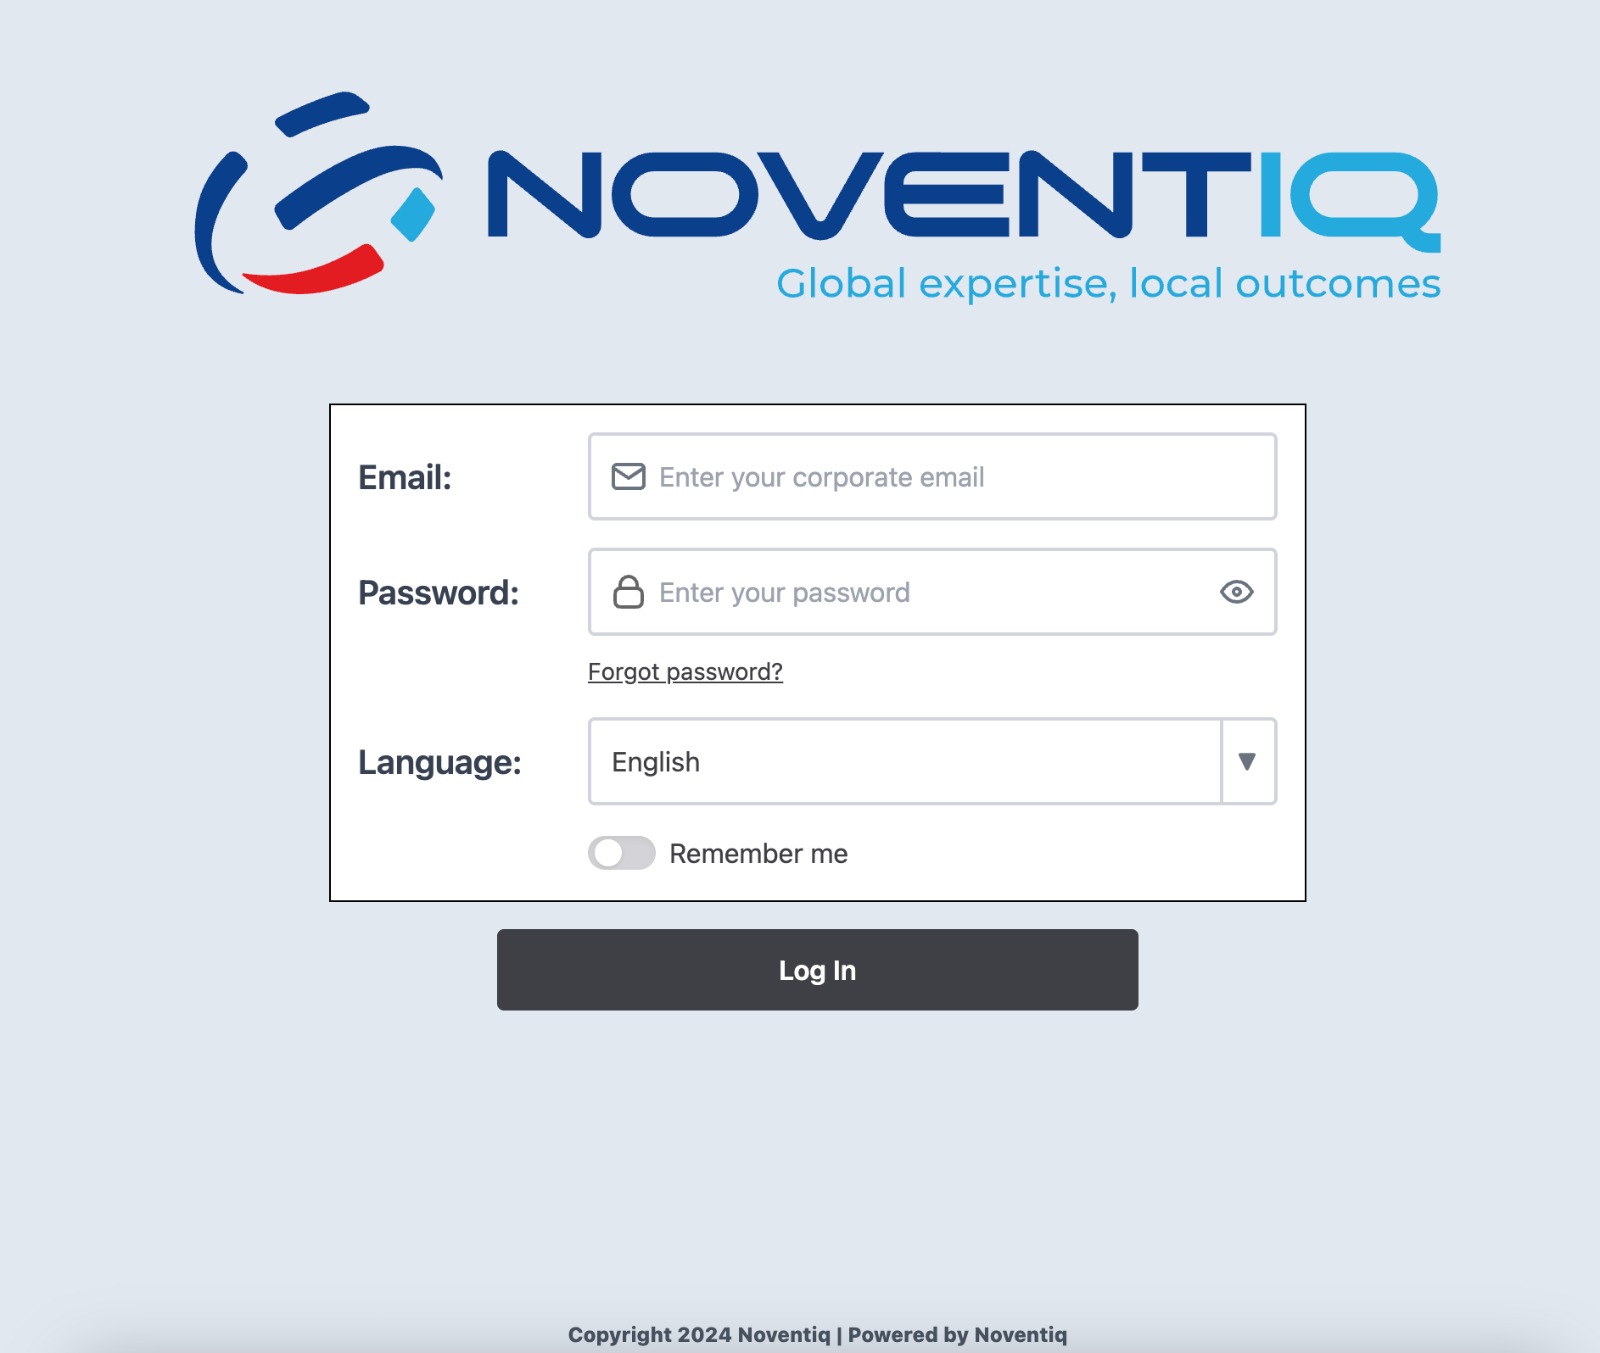 NOVENTIQ
Global expertise, local outcomes
Email:
Enter your corporate email
Password:
Enter your password
Forgot password?
Language:
English
Remember me
Log In
Copyright 2024 Noventiq | Powered by Noventiq